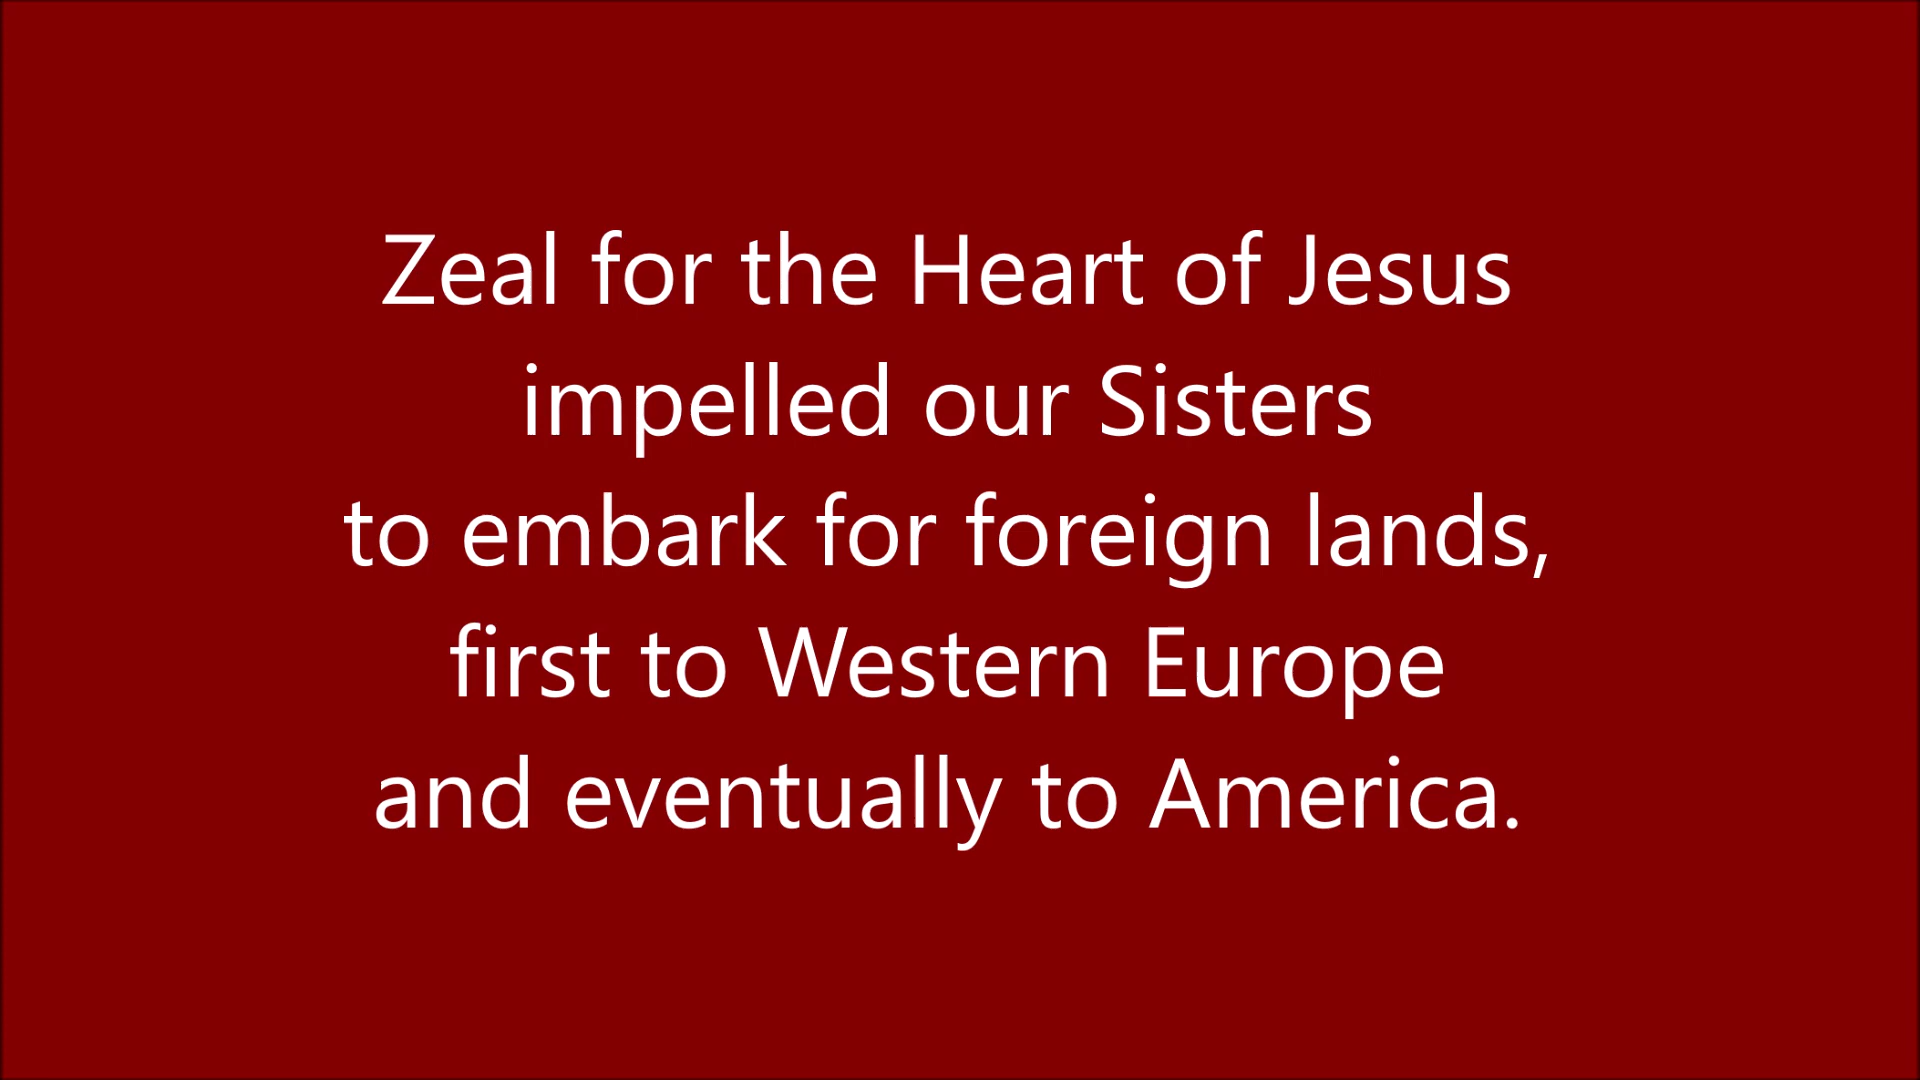 Zeal for the Heart of Jesus
impelled our Sisters
to embark for foreign lands,
first to Western Europe
and eventually to America.